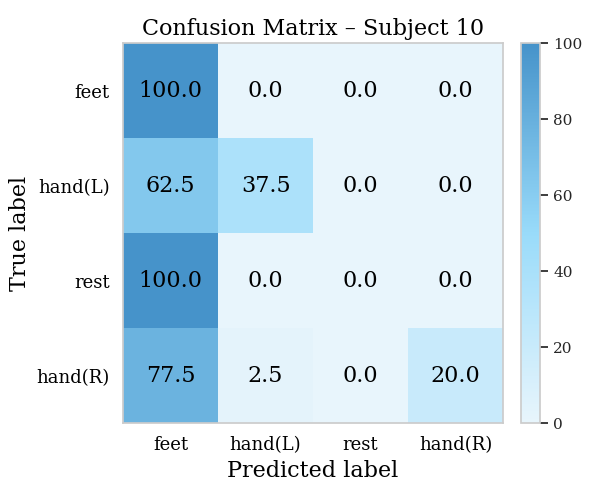 Confusion Matrix – Subject 10
feet 100.0 0.0 0.0 0.0
hand(L) 62.5 37.5 0.0 0.0
rest 100.0 0.0 0.0 0.0
hand(R) 77.5 2.5 0.0 20.0
feet hand(L) rest hand(R)
Predicted label
True label
100
80
60
40
20
0